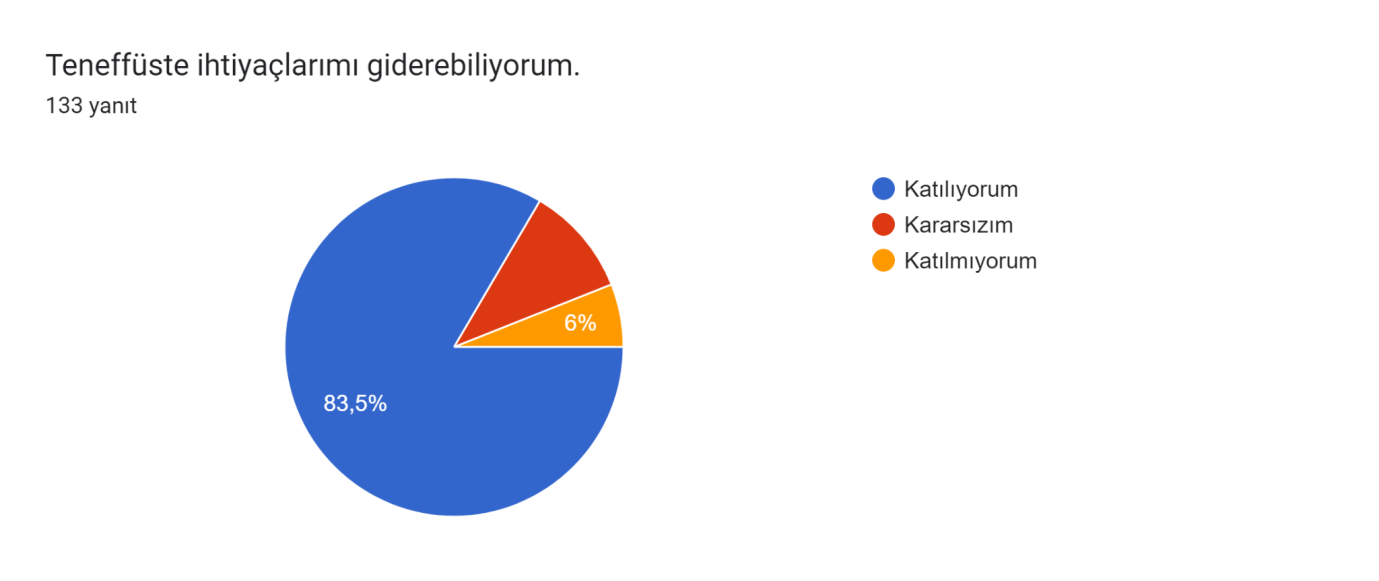 Teneffüste ihtiyaçlarımı giderebiliyorum.
133 yanıt
Katılıyorum
Kararsızım
Katılmıyorum
6%
83,5%